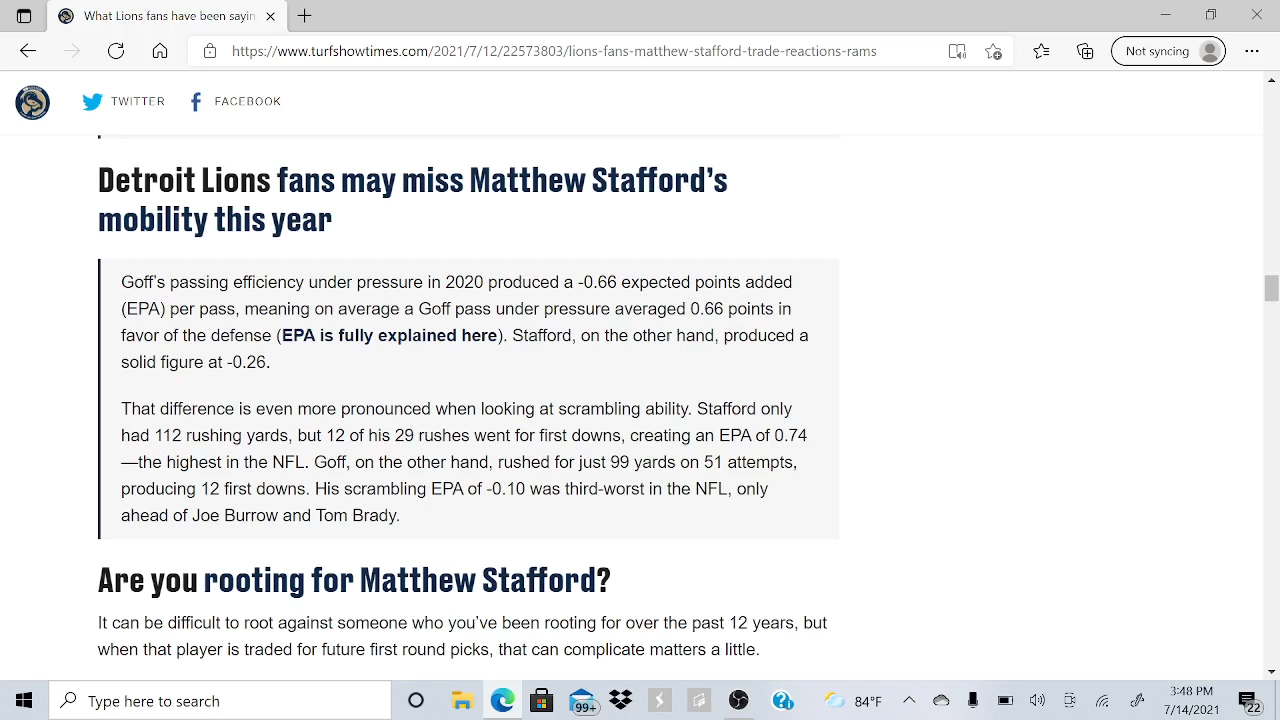 What Lions fans have been sayin
https://www.turfshowtimes.com/2021/7/12/22573803/lions-fans-matthew-stafford-trade-reactions-rams
Not syncing
TWITTER
FACEBOOK
Detroit Lions fans may miss Matthew Stafford’s
mobility this year
Goff’s passing efficiency under pressure in 2020 produced a -0.66 expected points added
(EPA) per pass, meaning on average a Goff pass under pressure averaged 0.66 points in
favor of the defense (EPA is fully explained here). Stafford, on the other hand, produced a
solid figure at -0.26.
That difference is even more pronounced when looking at scrambling ability. Stafford only
had 112 rushing yards, but 12 of his 29 rushes went for first downs, creating an EPA of 0.74
—the highest in the NFL. Goff, on the other hand, rushed for just 99 yards on 51 attempts,
producing 12 first downs. His scrambling EPA of -0.10 was third-worst in the NFL, only
ahead of Joe Burrow and Tom Brady.
Are you rooting for Matthew Stafford?
It can be difficult to root against someone who you’ve been rooting for over the past 12 years, but
when that player is traded for future first round picks, that can complicate matters a little.
Type here to search
99+
84°F
3:48 PM
7/14/2021
22